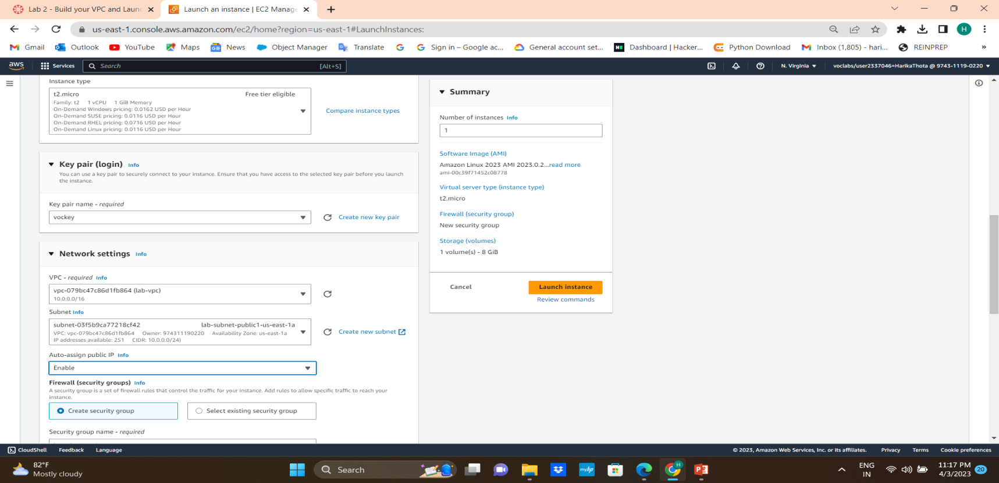 Lab 2 - Build your VPC and Laun
Launch an instance | EC2 Manage
us-east-1.console.aws.amazon.com/ec2/home?region=us-east-1#LaunchInstances:
H
Gmail
Outlook
YouTube
Maps
News
Object Manager
Translate
Sign in – Google ac...
General account set...
Dashboard | Hacker...
Python Download
Inbox (1,805) - hari...
REINPREP
»
aws
Services
Search
[Alt+S]
N. Virginia
voclabs/user2337046=HarikaThota @ 9743-1119-0220
Instance type
t2.micro Free tier eligible
Family: t2 1 vCPU 1 GiB Memory
On-Demand Windows pricing: 0.0162 USD per Hour
On-Demand SUSE pricing: 0.0116 USD per Hour
On-Demand RHEL pricing: 0.0716 USD per Hour
On-Demand Linux pricing: 0.0116 USD per Hour
Compare instance types
Key pair (login) Info
You can use a key pair to securely connect to your instance. Ensure that you have access to the selected key pair before you launch
the instance.
Key pair name - required
vockey
Create new key pair
Network settings Info
VPC - required Info
vpc-079bc47c86d1fb864 (lab-vpc)
10.0.0.0/16
Subnet Info
subnet-03f5b9ca77218cf42 lab-subnet-public1-us-east-1a
VPC: vpc-079bc47c86d1fb864 Owner: 974311190220 Availability Zone: us-east-1a
IP addresses available: 251 CIDR: 10.0.0.0/24)
Create new subnet
Auto-assign public IP Info
Enable
Firewall (security groups) Info
A security group is a set of firewall rules that control the traffic for your instance. Add rules to allow specific traffic to reach your
instance.
Create security group
Select existing security group
Security group name - required
Summary
Number of instances Info
1
Software Image (AMI)
Amazon Linux 2023 AMI 2023.0.2...read more
ami-00c39f71452c08778
Virtual server type (instance type)
t2.micro
Firewall (security group)
New security group
Storage (volumes)
1 volume(s) - 8 GiB
Cancel
Launch instance
Review commands
CloudShell
Feedback
Language
© 2023, Amazon Web Services, Inc. or its affiliates.
Privacy
Terms
Cookie preferences
82°F
Mostly cloudy
Search
myhp
H
ENG
IN
11:17 PM
4/3/2023
20